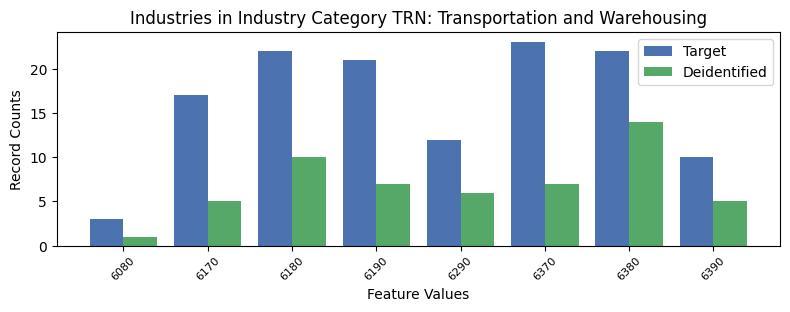 Industries in Industry Category TRN: Transportation and Warehousing
Target
Deidentified
Record Counts
20
15
10
5
0
6080 6170 6180 6190 6290 6370 6380 6390
Feature Values